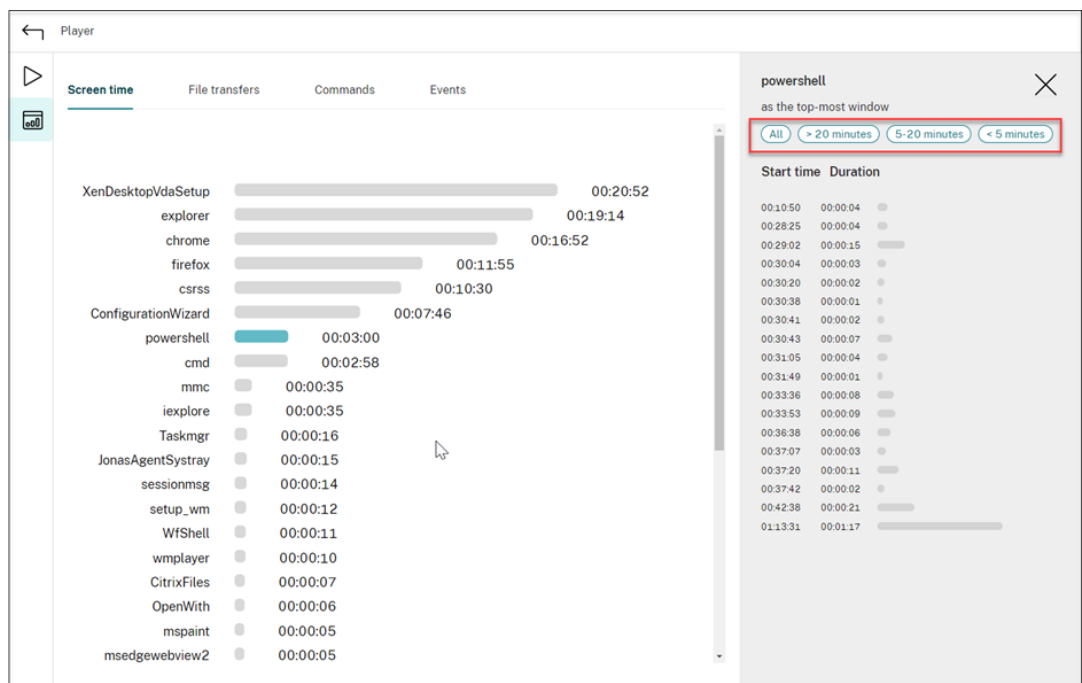 Player
Screen time File transfers Commands Events
XenDesktopVdaSetup 00:20:52
explorer 00:19:14
chrome 00:16:52
firefox 00:11:55
csrss 00:10:30
ConfigurationWizard 00:07:46
powershell 00:03:00
cmd 00:02:58
mmc 00:00:35
iexplore 00:00:35
Taskmgr 00:00:16
JonasAgentSystray 00:00:15
sessionmsg 00:00:14
setup_wm 00:00:12
WfShell 00:00:11
wmplayer 00:00:10
CitrixFiles 00:00:07
OpenWith 00:00:06
mspaint 00:00:05
msedgewebview2 00:00:05
powershell
as the top-most window
All > 20 minutes 5-20 minutes < 5 minutes
Start time Duration
00:10:50 00:00:04
00:28:25 00:00:04
00:29:02 00:00:15
00:30:04 00:00:03
00:30:20 00:00:02
00:30:38 00:00:01
00:30:41 00:00:02
00:30:43 00:00:07
00:31:05 00:00:04
00:31:49 00:00:01
00:33:36 00:00:08
00:33:53 00:00:09
00:36:38 00:00:06
00:37:07 00:00:03
00:37:20 00:00:11
00:37:42 00:00:02
00:42:38 00:00:21
01:13:31 00:01:17